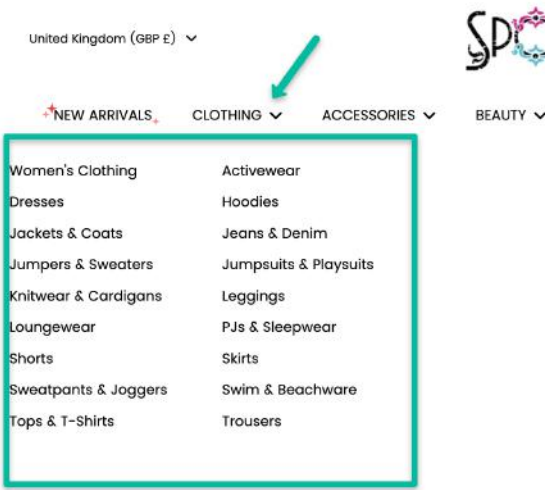 United Kingdom (GBP £)
NEW ARRIVALS CLOTHING ACCESSORIES BEAUTY
Women's Clothing Activewear
Dresses Hoodies
Jackets & Coats Jeans & Denim
Jumpers & Sweaters Jumpsuits & Playsuits
Knitwear & Cardigans Leggings
Loungewear PJs & Sleepwear
Shorts Skirts
Sweatpants & Joggers Swim & Beachware
Tops & T-Shirts Trousers